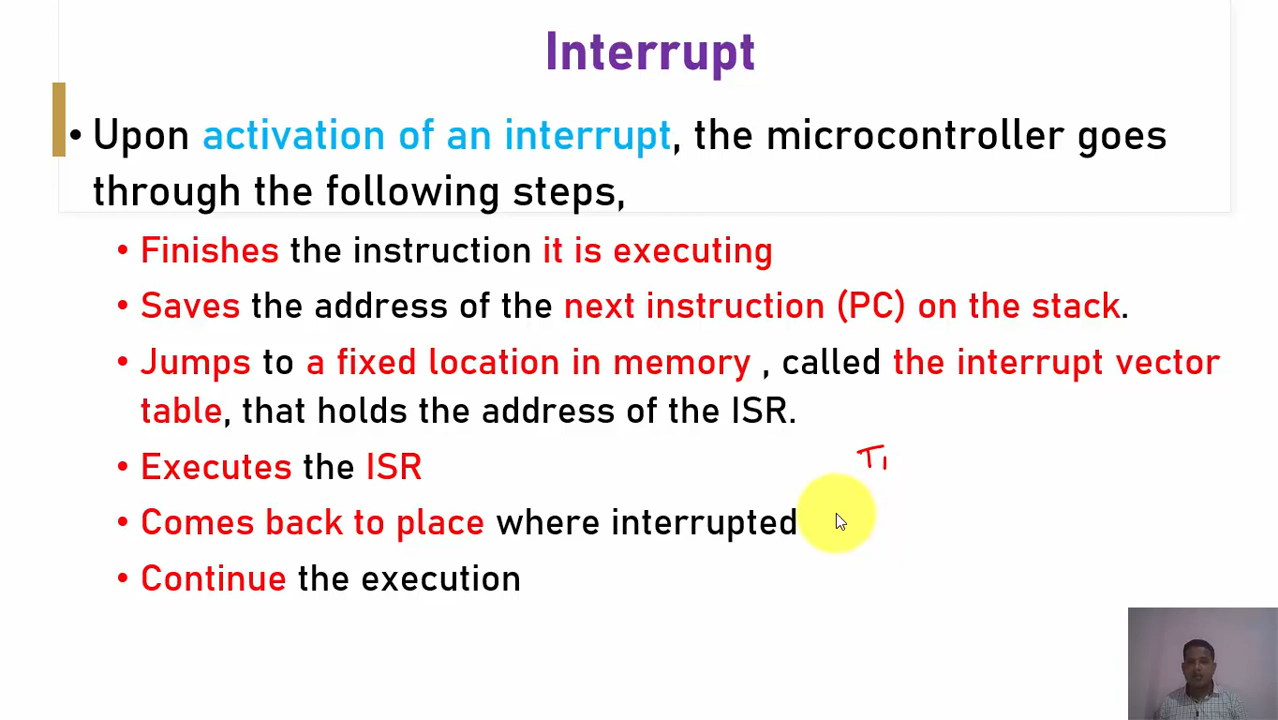 Interrupt
• Upon activation of an interrupt, the microcontroller goes
through the following steps,
• Finishes the instruction it is executing
• Saves the address of the next instruction (PC) on the stack.
• Jumps to a fixed location in memory , called the interrupt vector
table, that holds the address of the ISR.
• Executes the ISR
T1
• Comes back to place where interrupted
• Continue the execution